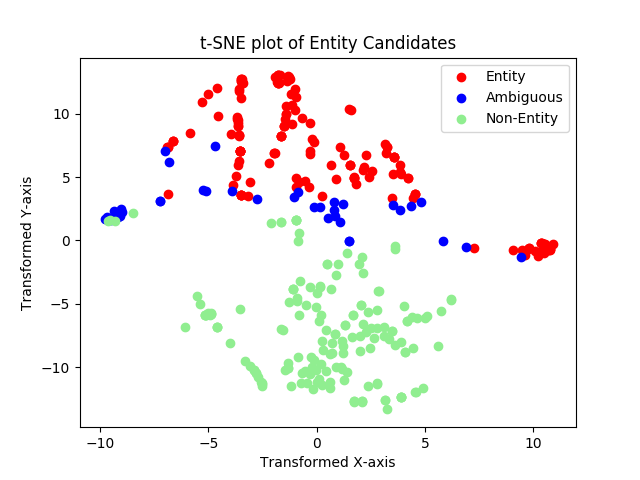 t-SNE plot of Entity Candidates
Entity
Ambiguous
Non-Entity
Transformed Y-axis
10
5
0
−5
−10
−10 −5 0 5 10
Transformed X-axis